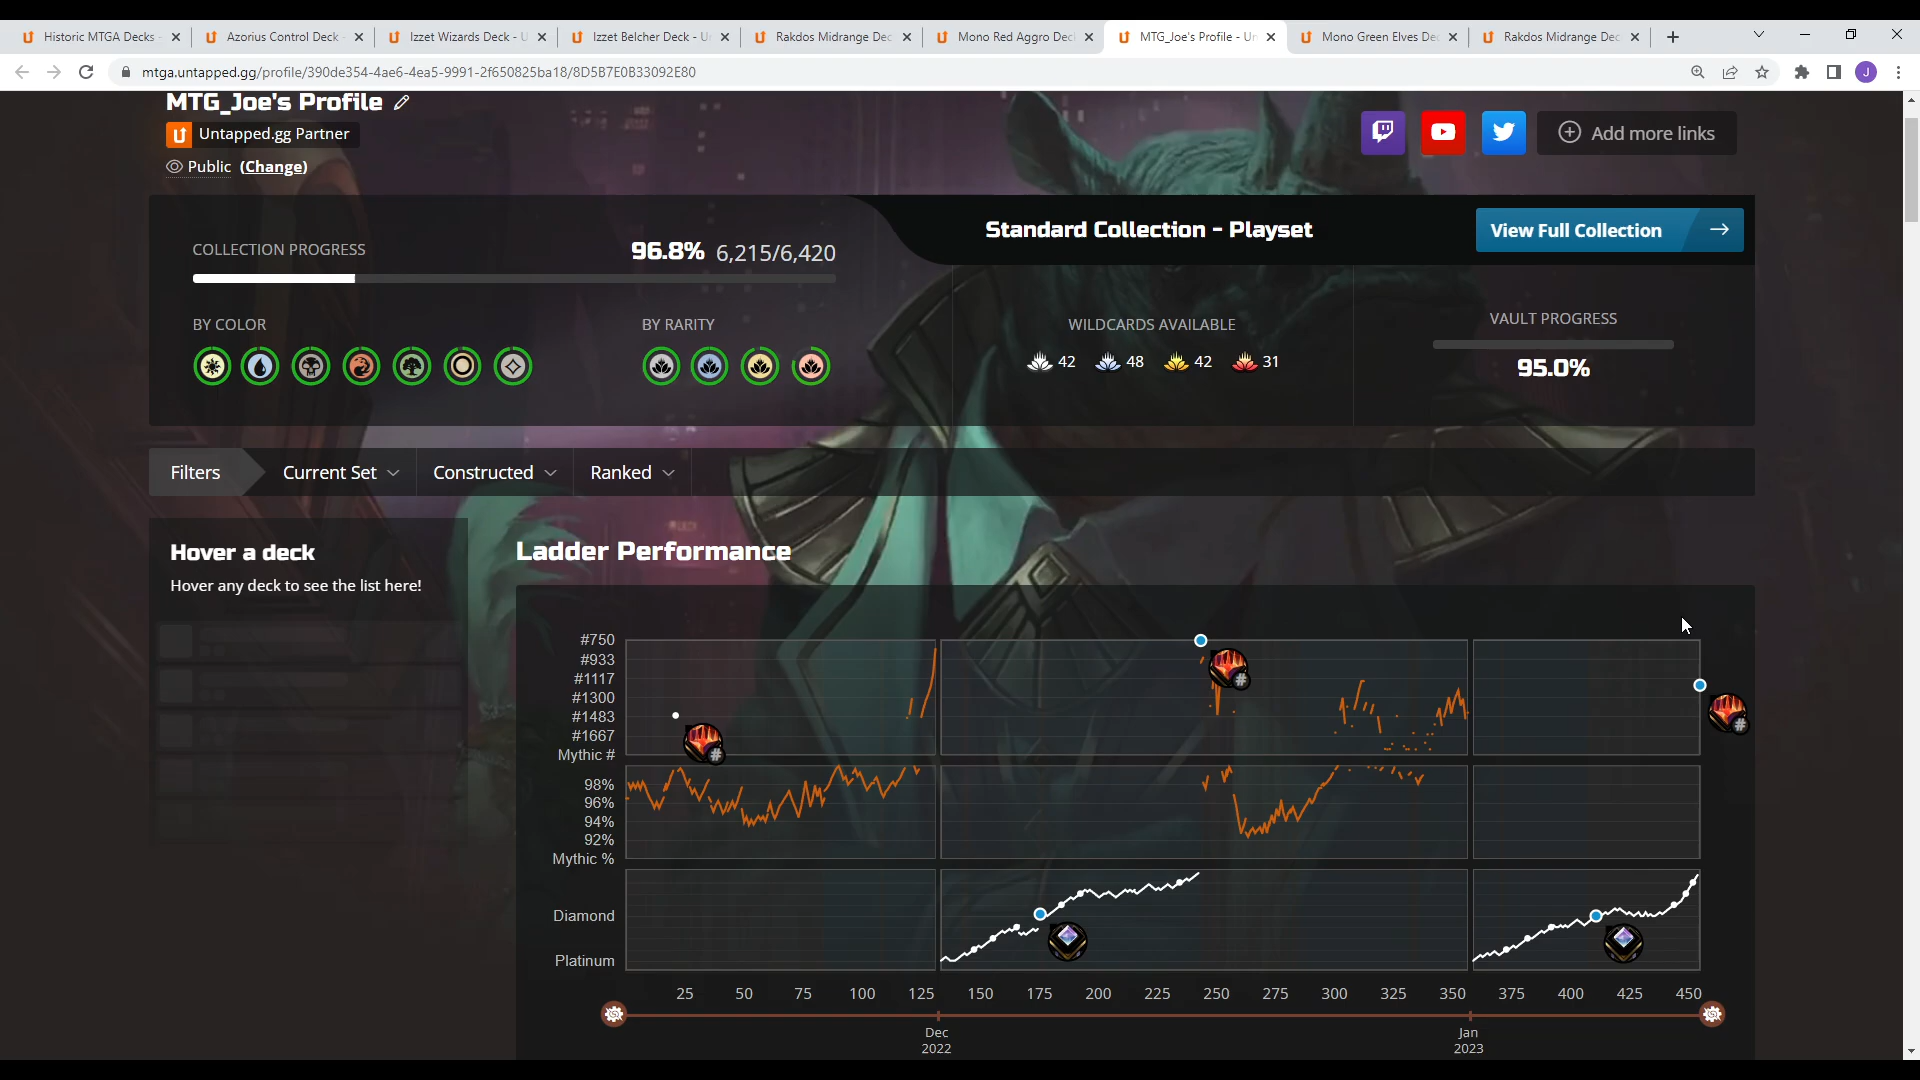 Historic MTGA Decks
Azorius Control Deck
Izzet Wizards Deck - U
Izzet Belcher Deck - Un
Rakdos Midrange Dec
Mono Red Aggro Deck
MTG_Joe's Profile - Un
Mono Green Elves De
Rakdos Midrange Dec
mtga.untapped.gg/profile/390de354-4ae6-4ea5-9991-2f650825ba18/8D5B7E0B33092E80
J
MTG_Joe's Profile
Untapped.gg Partner
Public (Change)
Add more links
Standard Collection - Playset
View Full Collection
COLLECTION PROGRESS
96.8% 6,215/6,420
BY COLOR
BY RARITY
WILDCARDS AVAILABLE
42 48 42 31
VAULT PROGRESS
95.0%
Filters
Current Set
Constructed
Ranked
Hover a deck
Hover any deck to see the list here!
Ladder Performance
#750
#933
#1117
#1300
#1483
#1667
Mythic #
98%
96%
94%
92%
Mythic %
Diamond
Platinum
#
#
#
25 50 75 100 125 150 175 200 225 250 275 300 325 350 375 400 425 450
Dec
2022
Jan
2023